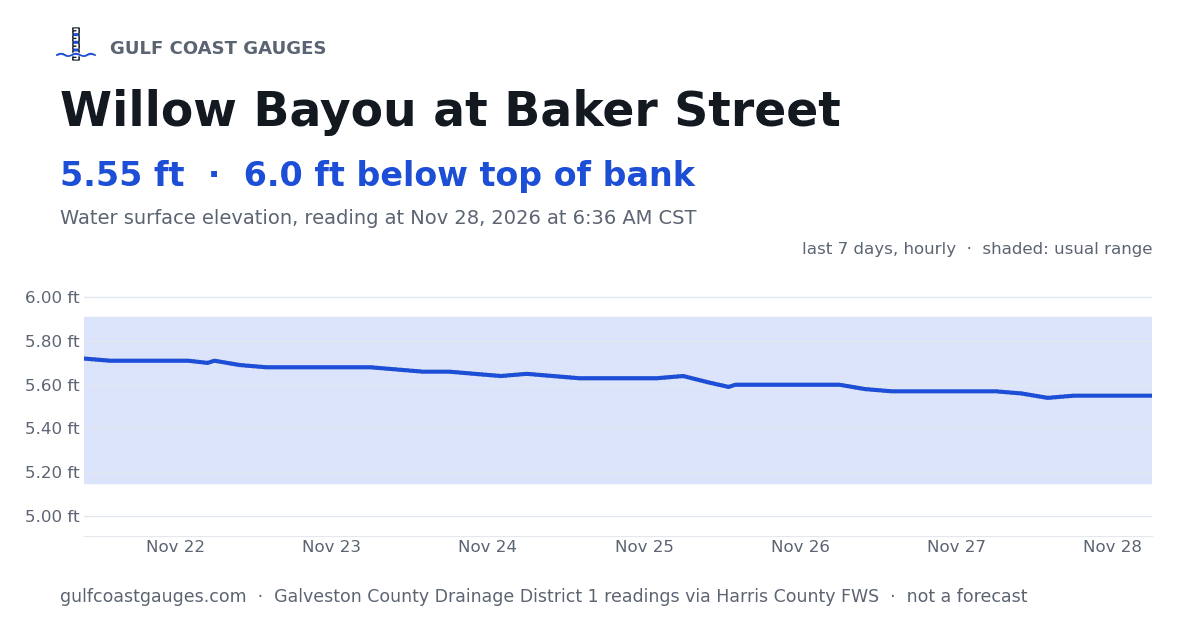 GULF COAST GAUGES
Willow Bayou at Baker Street
5.55 ft · 6.0 ft below top of bank
Water surface elevation, reading at Nov 28, 2026 at 6:36 AM CST
last 7 days, hourly · shaded: usual range
6.00 ft
5.80 ft
5.60 ft
5.40 ft
5.20 ft
5.00 ft
Nov 22 Nov 23 Nov 24 Nov 25 Nov 26 Nov 27 Nov 28
gulfcoastgauges.com · Galveston County Drainage District 1 readings via Harris County FWS · not a forecast